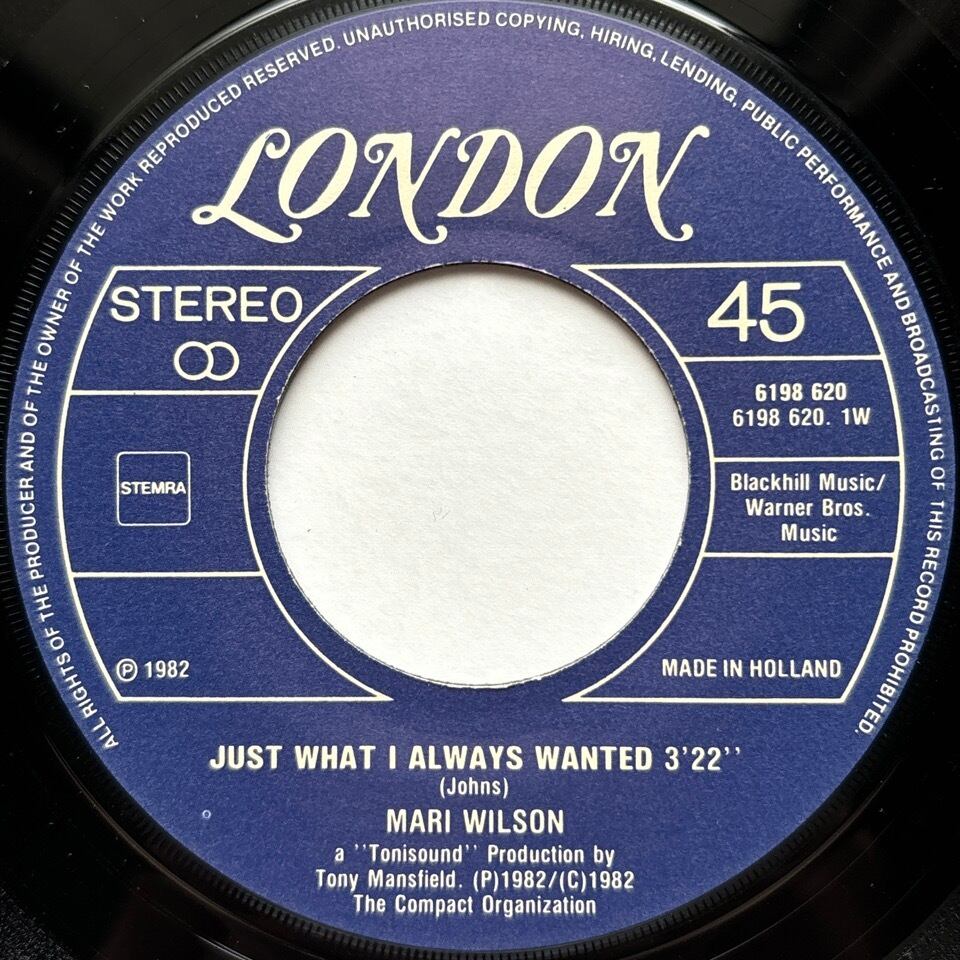 ALL RIGHTS OF THE PRODUCER AND OF THE OWNER OF THE WORK REPRODUCED RESERVED. UNAUTHORISED COPYING, HIRING, LENDING, PUBLIC PERFORMANCE AND BROADCASTING OF THIS RECORD PROHIBITED.
LONDON
STEREO
45
6198 620
6198 620. 1W
STEMRA
Blackhill Music/
Warner Bros.
Music
℗ 1982
MADE IN HOLLAND
JUST WHAT I ALWAYS WANTED 3'22''
(Johns)
MARI WILSON
a ''Tonisound'' Production by
Tony Mansfield. (P)1982/(C)1982
The Compact Organization